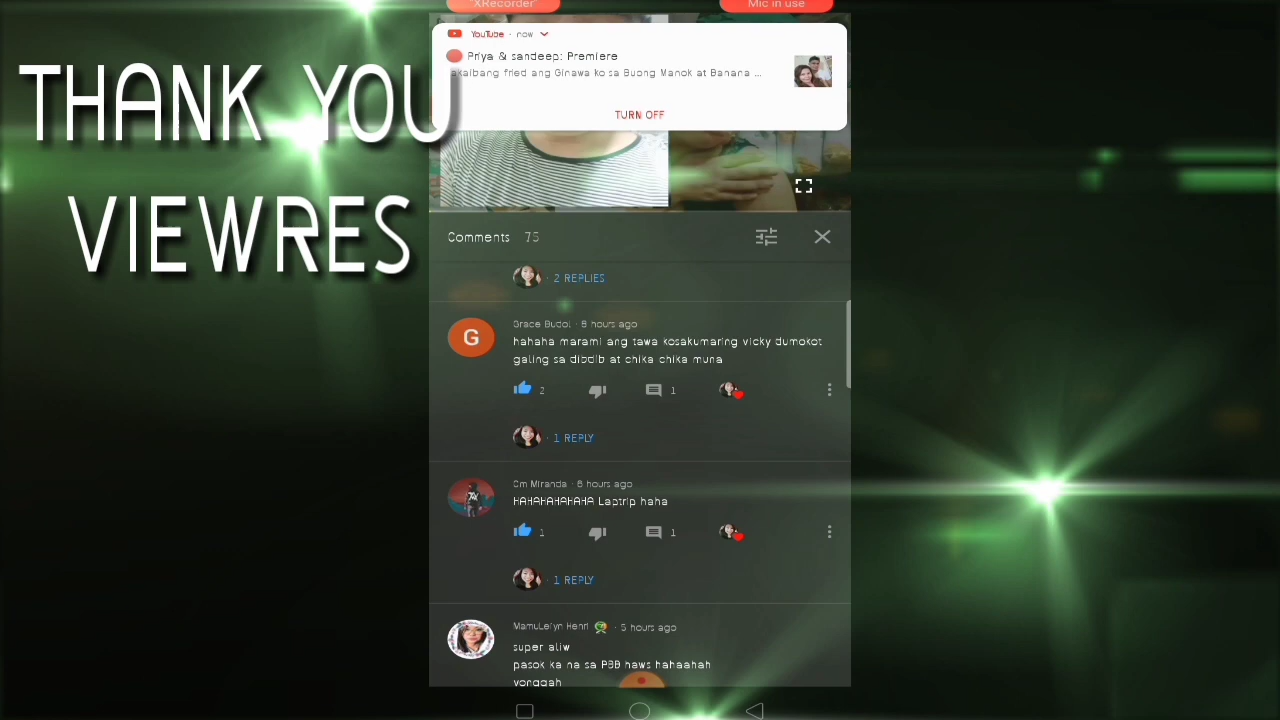 "XRecorder"
Mic in use
YouTube · now
Priya & sandeep: Premiere
akaibang fried ang Ginawa ko sa Buong Manok at Banana ...
TURN OFF
THANK YOU
VIEWRES
Comments 75
· 2 REPLIES
G
Grace Budol · 8 hours ago
hahaha marami ang tawa kosakumaring vicky dumokot
galing sa dibdib at chika chika muna
2
1
· 1 REPLY
Cm Miranda · 6 hours ago
HAHAHAHAHAHA Laptrip haha
1
1
· 1 REPLY
MamuLei'yn Henri · 5 hours ago
super aliw
pasok ka na sa PBB haws hahaahah
yonggah